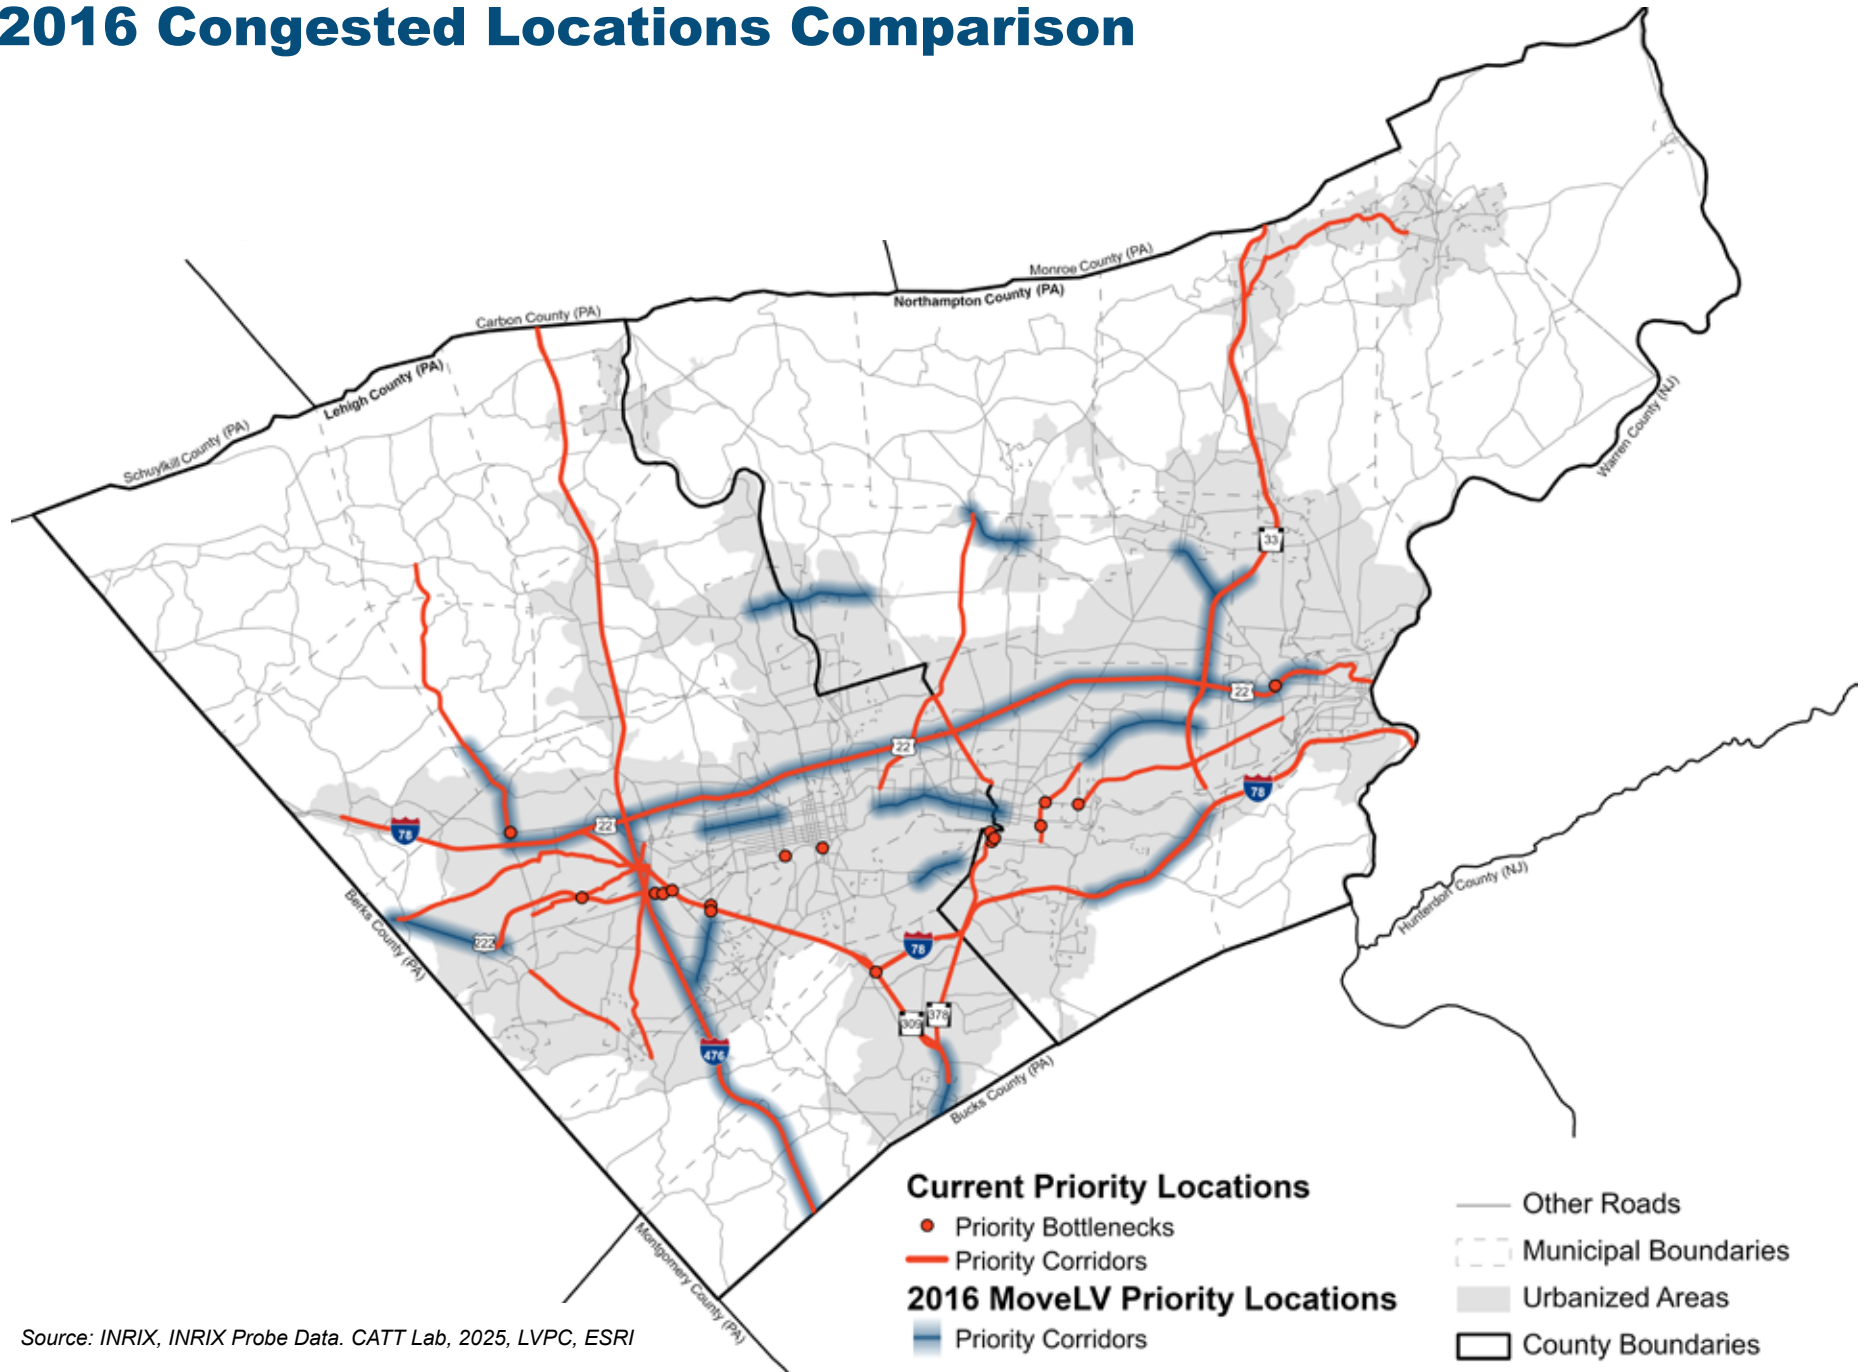 2016 Congested Locations Comparison
Monroe County (PA)
Northampton County (PA)
Carbon County (PA)
Lehigh County (PA)
Schuylkill County (PA)
Warren County (NJ)
33
22
22
78
78
22
Hunterdon County (NJ)
Berks County (PA)
222
78
309
378
476
Bucks County (PA)
Montgomery County (PA)
Current Priority Locations
Priority Bottlenecks
Priority Corridors
2016 MoveLV Priority Locations
Priority Corridors
Other Roads
Municipal Boundaries
Urbanized Areas
County Boundaries
Source: INRIX, INRIX Probe Data. CATT Lab, 2025, LVPC, ESRI